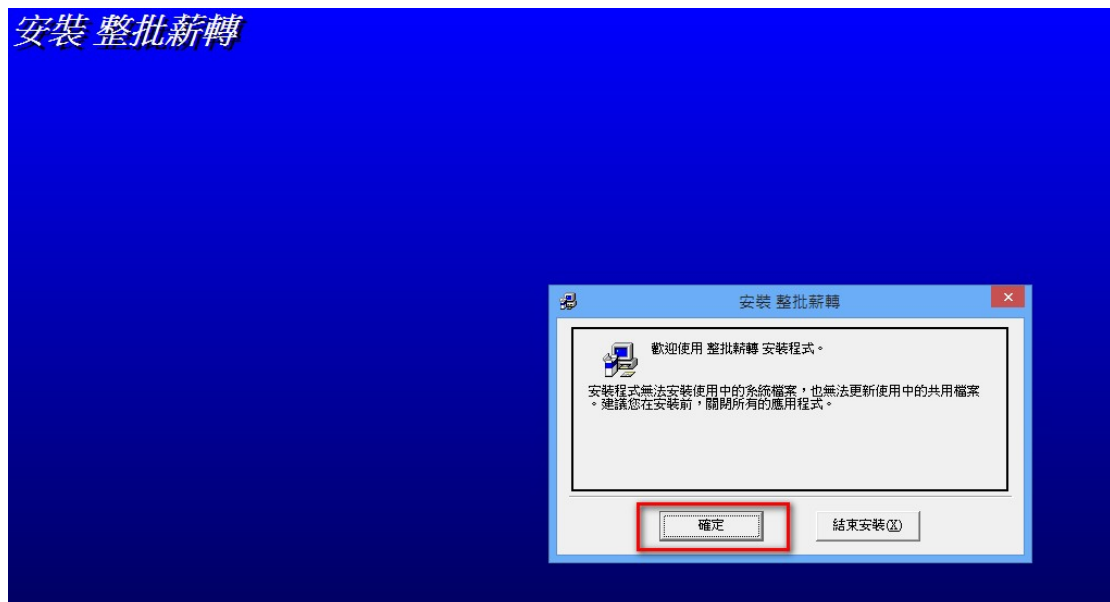 安裝 整批薪轉
安裝 整批薪轉
歡迎使用 整批薪轉 安裝程式。
安裝程式無法安裝使用中的系統檔案，也無法更新使用中的共用檔案
。建議您在安裝前，關閉所有的應用程式。
確定
結束安裝(X)